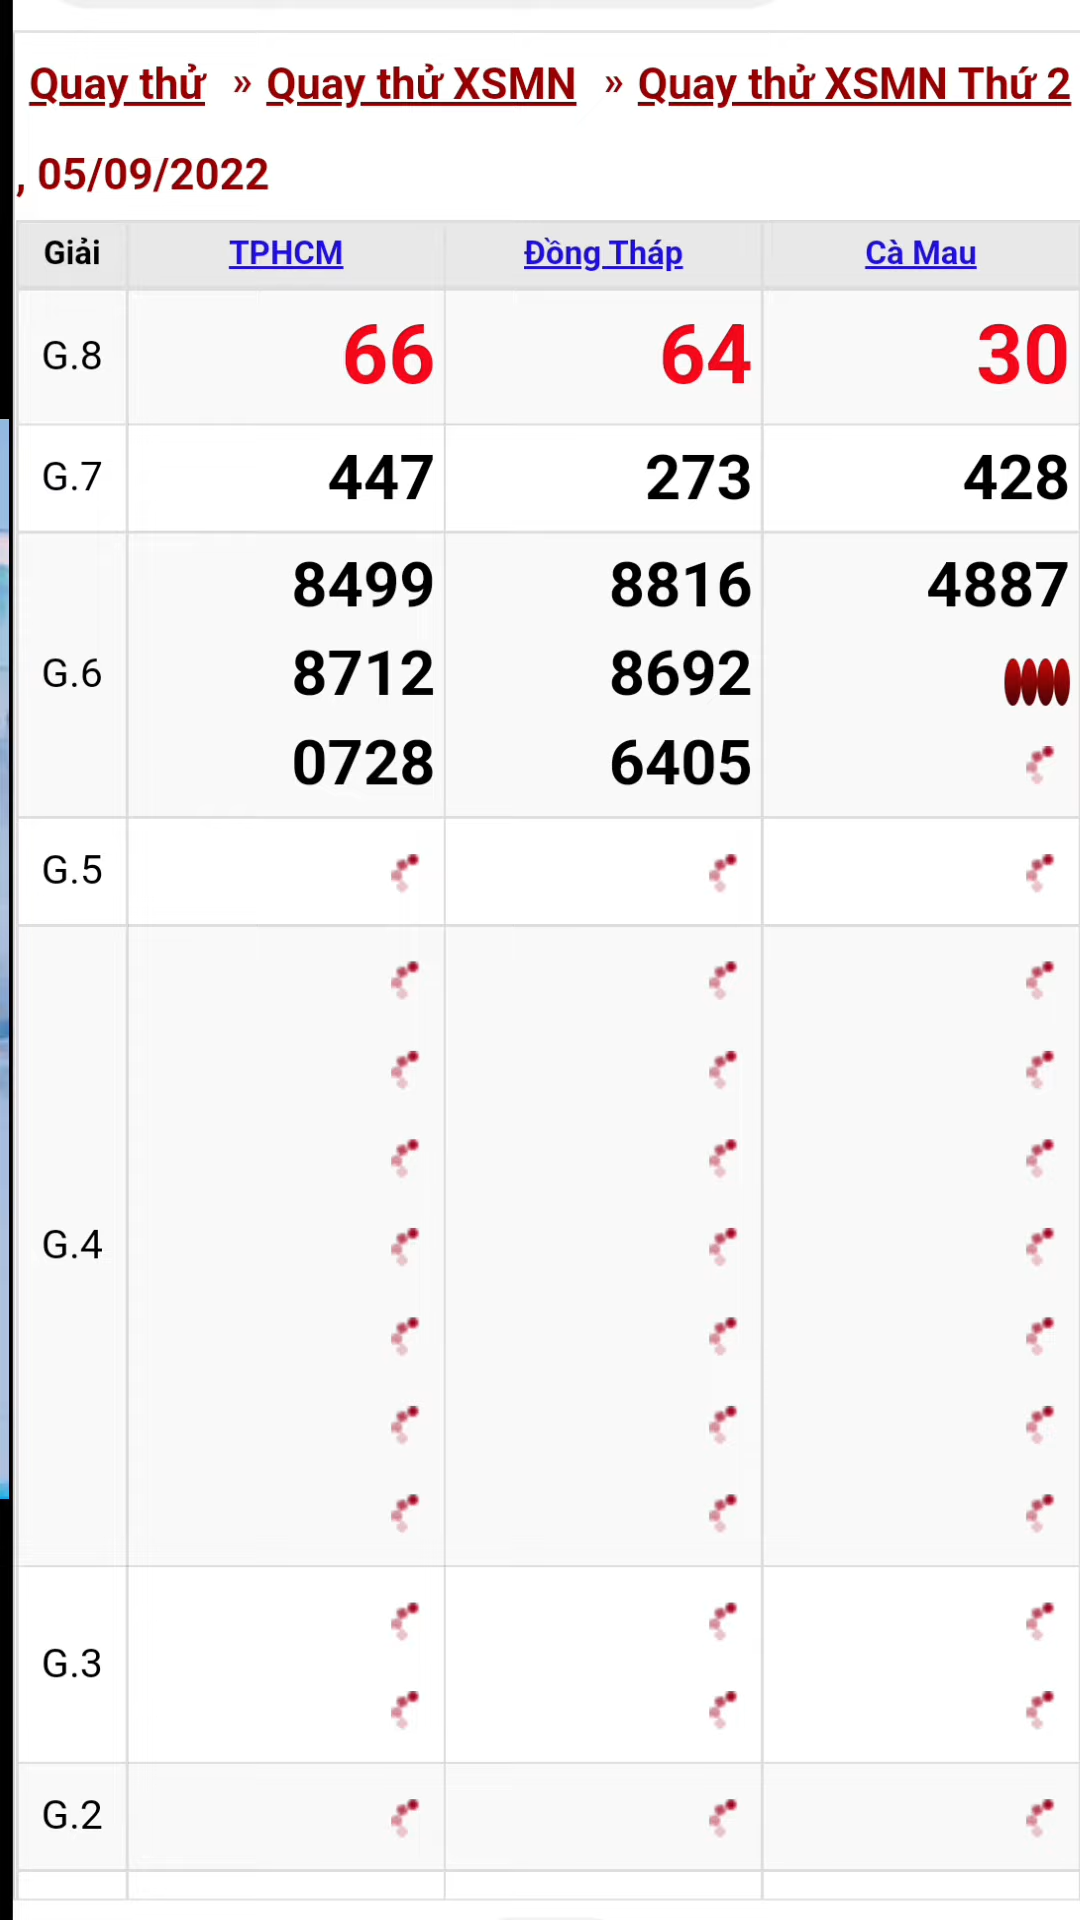 Quay thử » Quay thử XSMN » Quay thử XSMN Thứ 2
, 05/09/2022
Giải TPHCM Đồng Tháp Cà Mau
G.8 66 64 30
G.7 447 273 428
8499 8816 4887
G.6 8712 8692
0728 6405
G.5
G.4
G.3
G.2